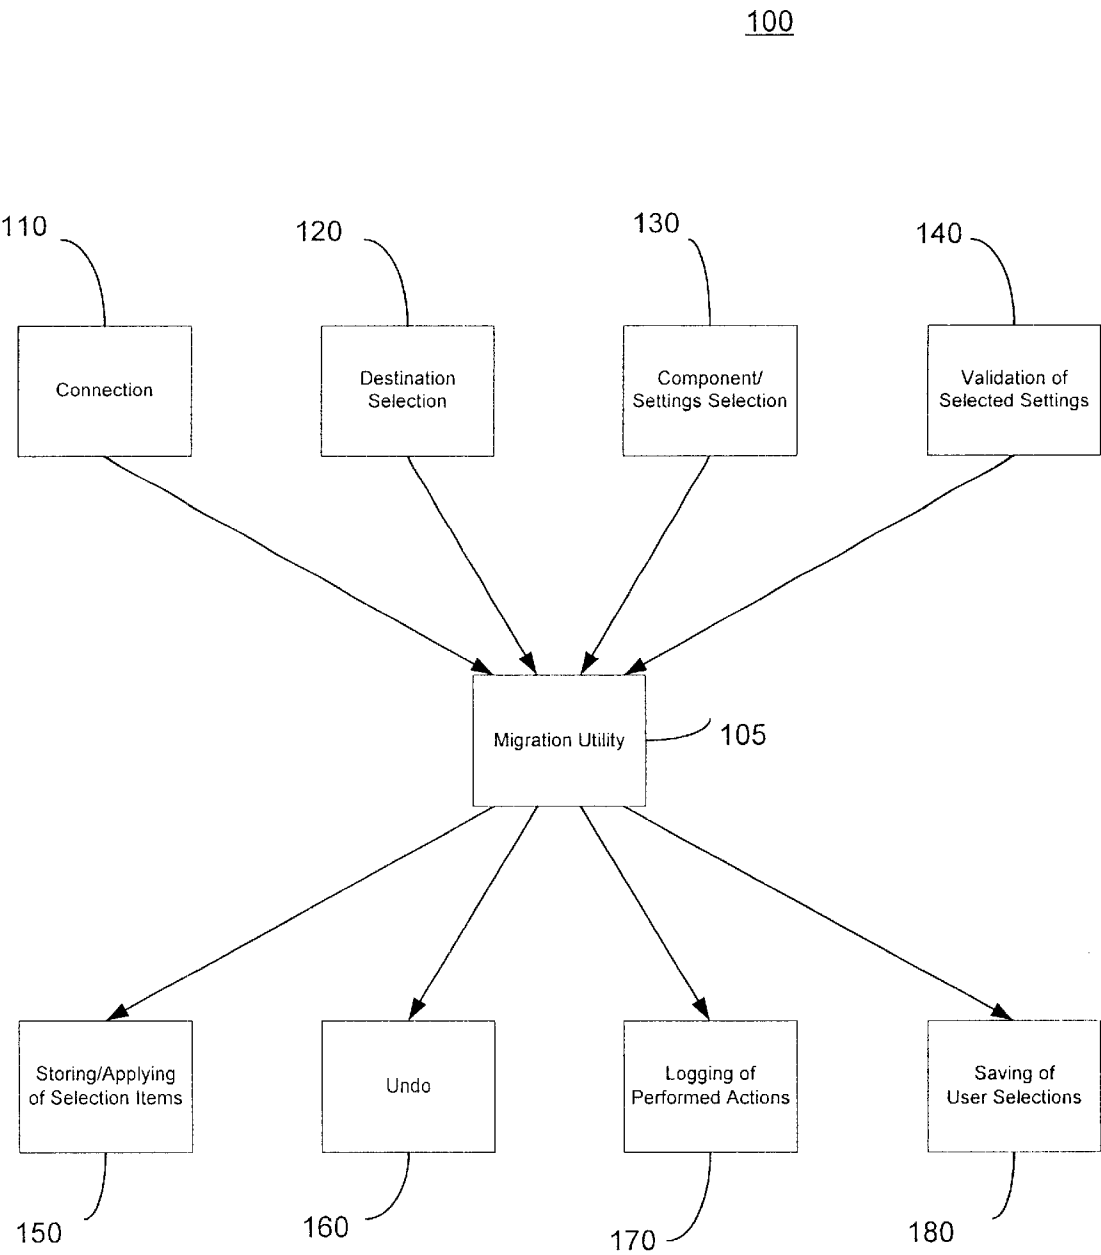 100
110
120
130
140
Connection
Destination
Selection
Component/
Settings Selection
Validation of
Selected Settings
Migration Utility
105
Storing/Applying
of Selection Items
Undo
Logging of
Performed Actions
Saving of
User Selections
150
160
170
180